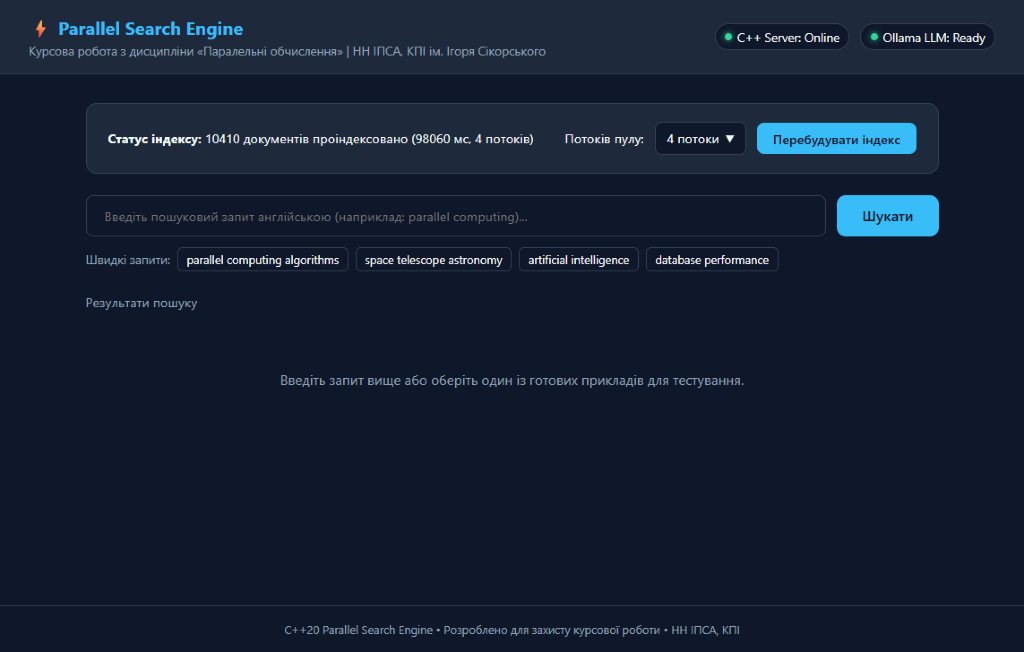 Parallel Search Engine
Курсова робота з дисципліни «Паралельні обчислення» | НН ІПСА, КПІ ім. Ігоря Сікорського
C++ Server: Online
Ollama LLM: Ready
Статус індексу: 10410 документів проіндексовано (98060 мс, 4 потоків)
Потоків пулу:
4 потоки ▼
Перебудувати індекс
Введіть пошуковий запит англійською (наприклад: parallel computing)...
Шукати
Швидкі запити:
parallel computing algorithms
space telescope astronomy
artificial intelligence
database performance
Результати пошуку
Введіть запит вище або оберіть один із готових прикладів для тестування.
C++20 Parallel Search Engine • Розроблено для захисту курсової роботи • НН ІПСА, КПІ